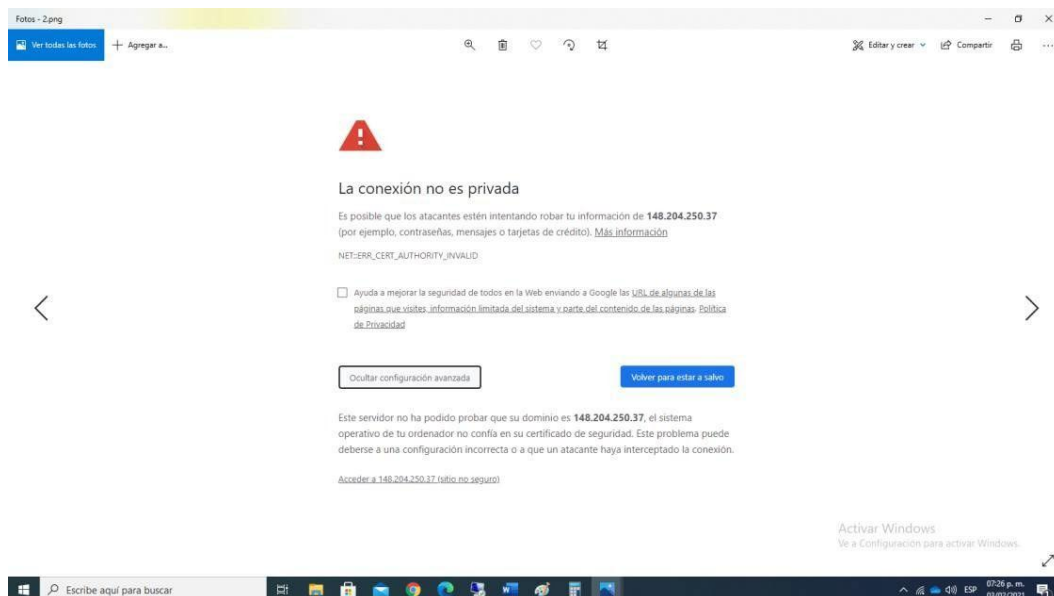 Fotos - 2.png
Ver todas las fotos
Agregar a...
Editar y crear
Compartir
La conexión no es privada
Es posible que los atacantes estén intentando robar tu información de 148.204.250.37
(por ejemplo, contraseñas, mensajes o tarjetas de crédito). Más información
NET::ERR_CERT_AUTHORITY_INVALID
Ayuda a mejorar la seguridad de todos en la Web enviando a Google las URL de algunas de las
páginas que visites, información limitada del sistema y parte del contenido de las páginas. Política
de Privacidad
Ocultar configuración avanzada
Volver para estar a salvo
Este servidor no ha podido probar que su dominio es 148.204.250.37, el sistema
operativo de tu ordenador no confía en su certificado de seguridad. Este problema puede
deberse a una configuración incorrecta o a que un atacante haya interceptado la conexión.
Acceder a 148.204.250.37 (sitio no seguro)
Activar Windows
Ve a Configuración para activar Windows.
Escribe aquí para buscar
ESP
07:26 p. m.
03/02/2021